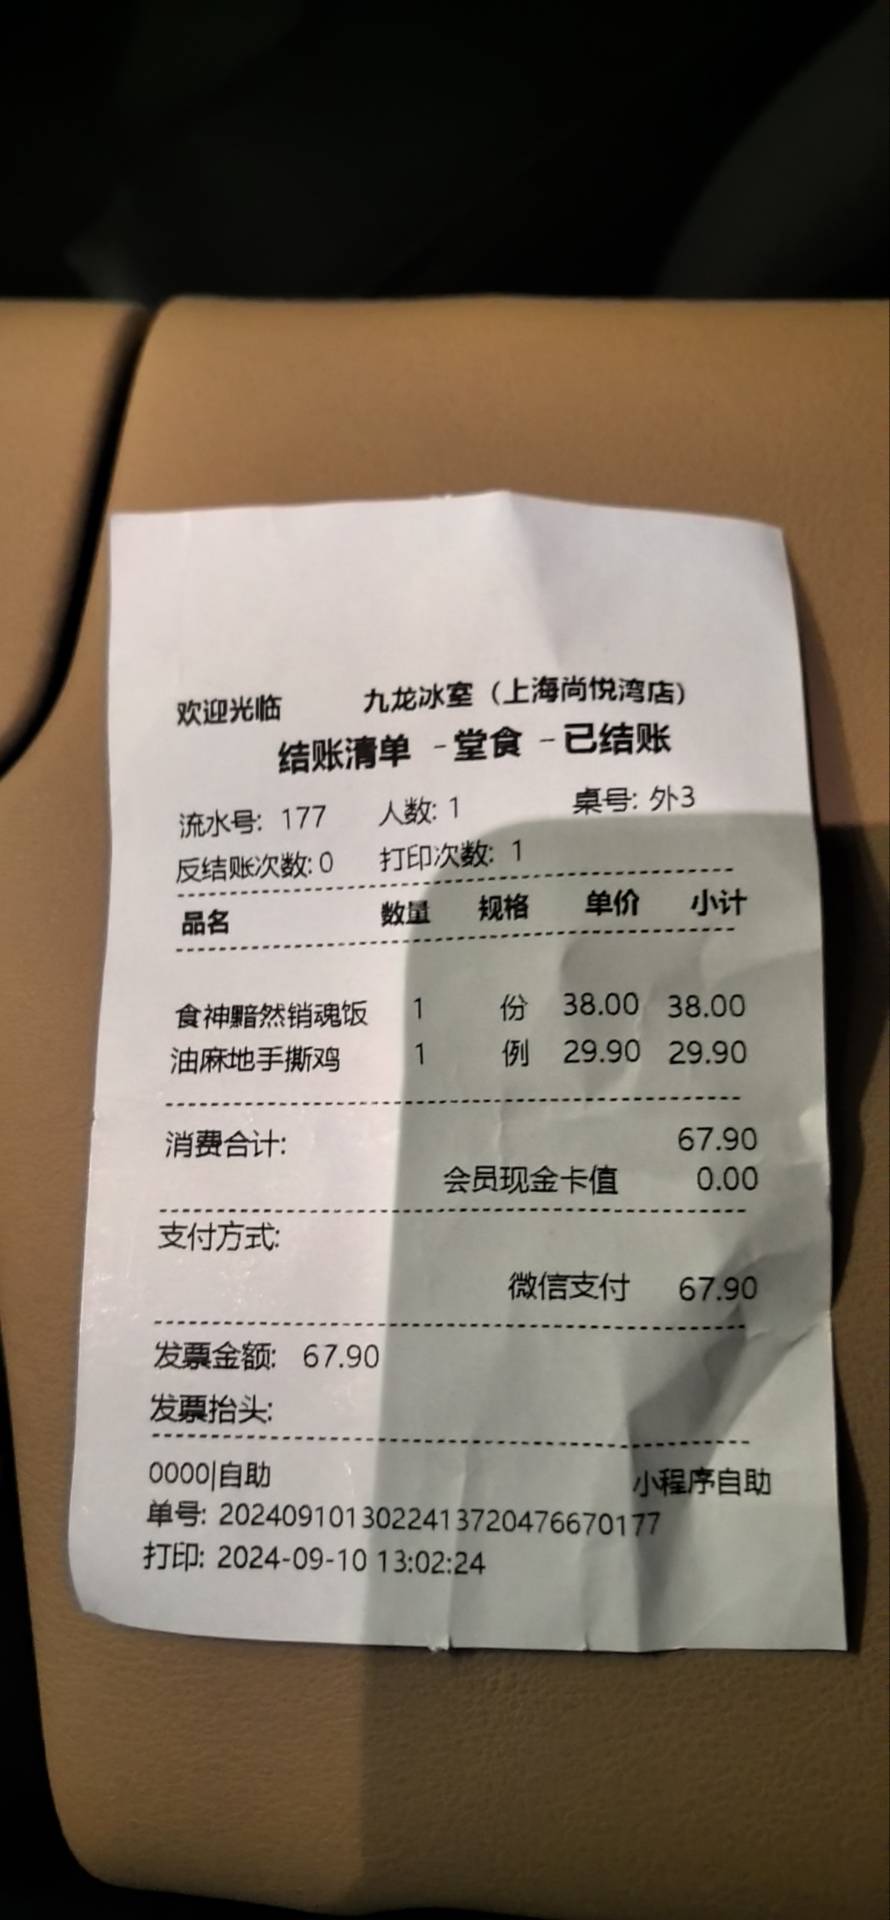 欢迎光临 九龙冰室（上海尚悦湾店）
结账清单 - 堂食 - 已结账
流水号: 177 人数: 1 桌号: 外3
反结账次数: 0 打印次数: 1
品名 数量 规格 单价 小计
食神黯然销魂饭 1 份 38.00 38.00
油麻地手撕鸡 1 例 29.90 29.90
消费合计: 67.90
会员现金卡值 0.00
支付方式:
微信支付 67.90
发票金额: 67.90
发票抬头:
0000|自助 小程序自助
单号: 2024091013022413720476670177
打印: 2024-09-10 13:02:24